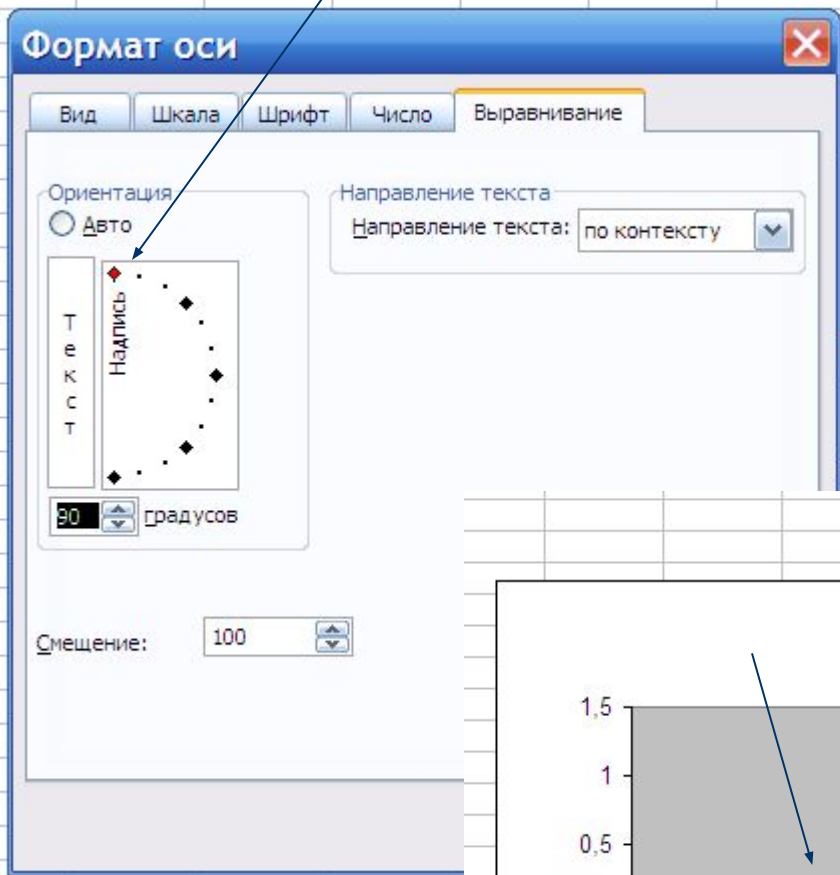 Формат оси
Вид Шкала Шрифт Число Выравнивание
Ориентация
Авто
Текст
Надпись
90 градусов
Направление текста
Направление текста: по контексту
Смещение: 100
1,5
1
0,5